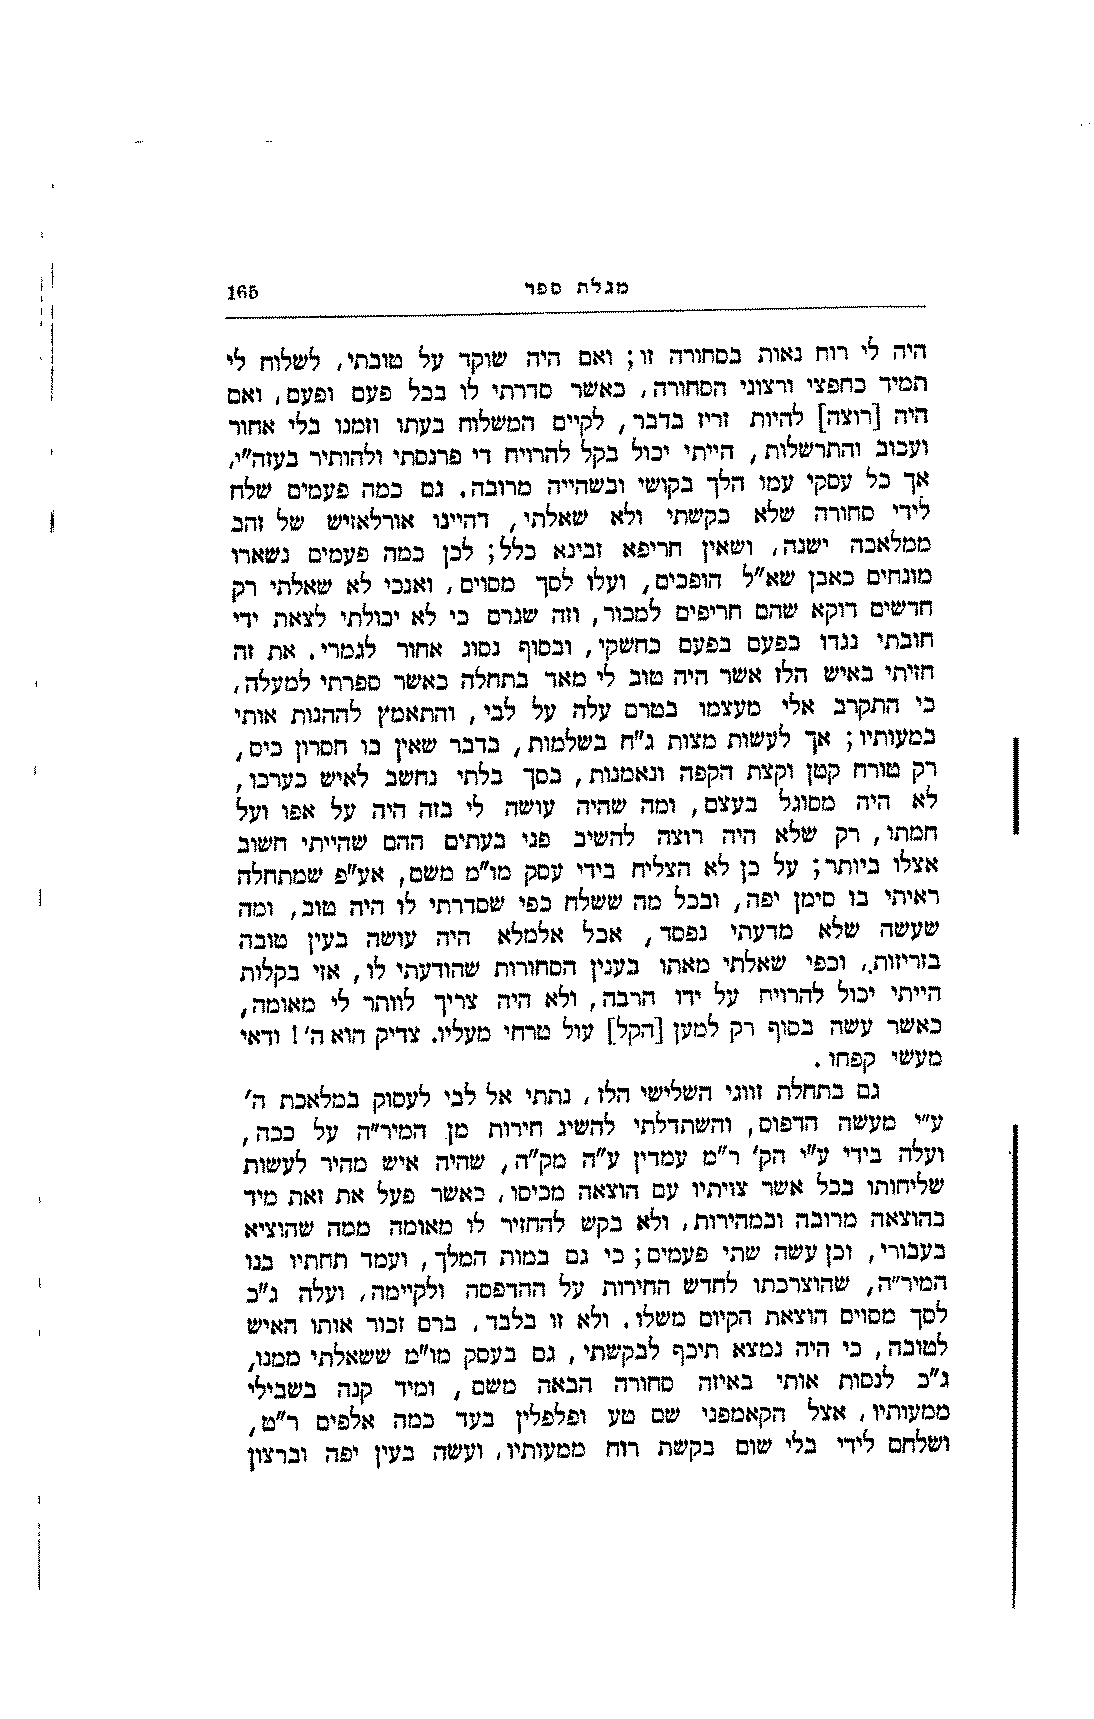 מגלת ספר 165
היה לי רוח נאות בסחורה זו; ואם היה שוקד על טובתי, לשלוח לי
תמיד כחפצי ורצוני הסחורה, כאשר סדרתי לו בכל פעם ופעם, ואם
היה [רוצה] להיות זריז בדבר, לקיים המשלוח בעתו וזמנו בלי אחור
ועכוב והתרשלות, הייתי יכול בקל להרויח די פרנסתי ולהותיר בעזה"י,
אך כל עסקי עמו הלך בקושי ובשהייה מרובה. גם כמה פעמים שלח
לידי סחורה שלא בקשתי ולא שאלתי, דהיינו אורלאזיש של זהב
ממלאכה ישנה, ושאין חריפא זבינא כלל; לכן כמה פעמים נשארו
מונחים כאבן שא"ל הופכים, ועלו לסך מסוים, ואנכי לא שאלתי רק
חדשים דוקא שהם חריפים למכור, וזה שגרם כי לא יכולתי לצאת ידי
חובתי נגדו בפעם בפעם כחשקי, ובסוף נסוג אחור לגמרי. את זה
חזיתי באיש הלז אשר היה טוב לי מאד בתחלה כאשר ספרתי למעלה,
כי התקרב אלי מעצמו בטרם עלה על לבי, והתאמץ לההנות אותי
במעותיו; אך לעשות מצות ג"ח בשלמות, בדבר שאין בו חסרון כיס,
רק טורח קטן וקצת הקפה ונאמנות, בסך בלתי נחשב לאיש כערכו,
לא היה מסוגל בעצם, ומה שהיה עושה לי בזה היה על אפו ועל
חמתו, רק שלא היה רוצה להשיב פני בעתים ההם שהייתי חשוב
אצלו ביותר; על כן לא הצליח בידי עסק מו"מ משם, אע"פ שמתחלה
ראיתי בו סימן יפה, ובכל מה ששלח כפי שסדרתי לו היה טוב, ומה
שעשה שלא מדעתי נפסד, אבל אלמלא היה עושה בעין טובה
בזריזות, וכפי שאלתי מאתו בענין הסחורות שהודעתי לו, אזי בקלות
הייתי יכול להרויח על ידו הרבה, ולא היה צריך לוותר לי מאומה,
כאשר עשה בסוף רק למען [הקל] עול טרחי מעליו. צדיק הוא ה'! ודאי
מעשי קפחו.
גם בתחלת זווגי השלישי הלז, נתתי אל לבי לעסוק במלאכת ה'
ע"י מעשה הדפוס, והשתדלתי להשיג חירות מן המיר"ה על ככה,
ועלה בידי ע"י הק' ר"מ עמדין ע"ה מק"ה, שהיה איש מהיר לעשות
שליחותו בכל אשר צויתיו עם הוצאה מכיסו, כאשר פעל את זאת מיד
בהוצאה מרובה ובמהירות, ולא בקש להחזיר לו מאומה ממה שהוציא
בעבורי, וכן עשה שתי פעמים; כי גם במות המלך, ועמד תחתיו בנו
המיר"ה, שהוצרכתו לחדש החירות על ההדפסה ולקיימה, ועלה ג"כ
לסך מסוים הוצאת הקיום משלו. ולא זו בלבד, ברם זכור אותו האיש
לטובה, כי היה נמצא תיכף לבקשתי, גם בעסק מו"מ ששאלתי ממנו,
ג"כ לנסות אותי באיזה סחורה הבאה משם, ומיד קנה בשבילי
ממעותיו, אצל הקאמפני שם טע ופלפלין בעד כמה אלפים ר"ט,
ושלחם לידי בלי שום בקשת רוח ממעותיו, ועשה בעין יפה וברצון